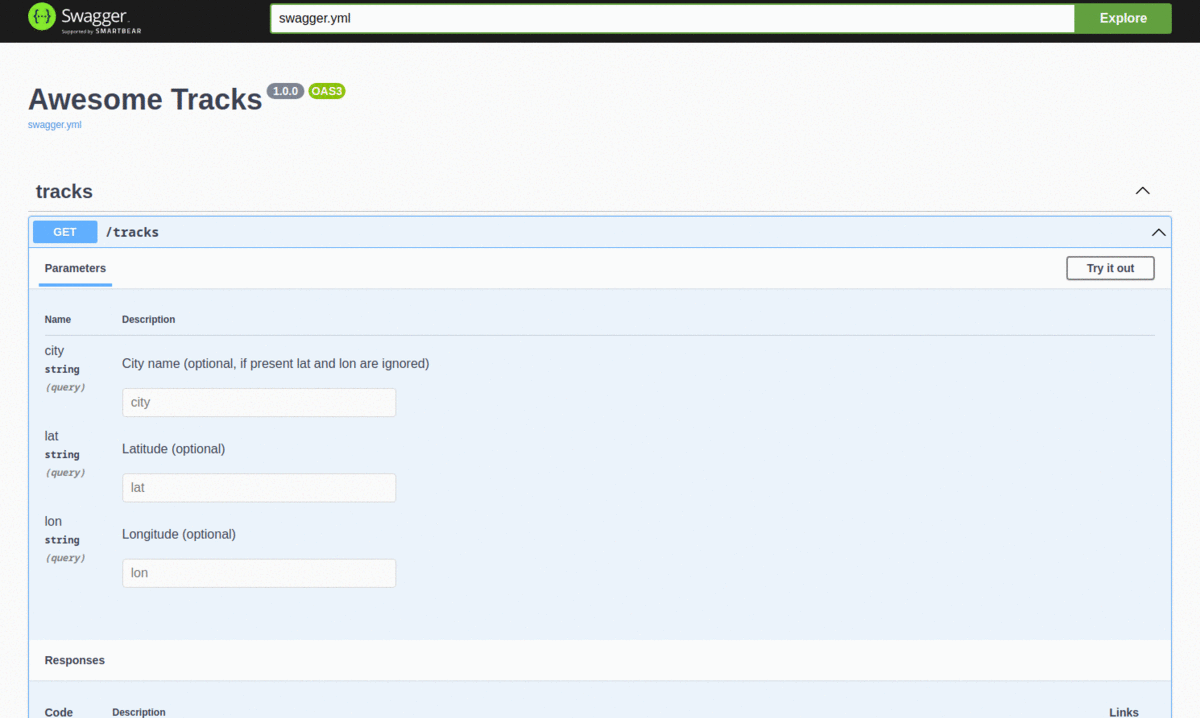 Swagger.
Supported by SMARTBEAR
swagger.yml
Explore
Awesome Tracks 1.0.0 OAS3
swagger.yml
tracks
GET /tracks
Parameters
Try it out
Name Description
city
string
(query)
City name (optional, if present lat and lon are ignored)
city
lat
string
(query)
Latitude (optional)
lat
lon
string
(query)
Longitude (optional)
lon
Responses
Code Description Links